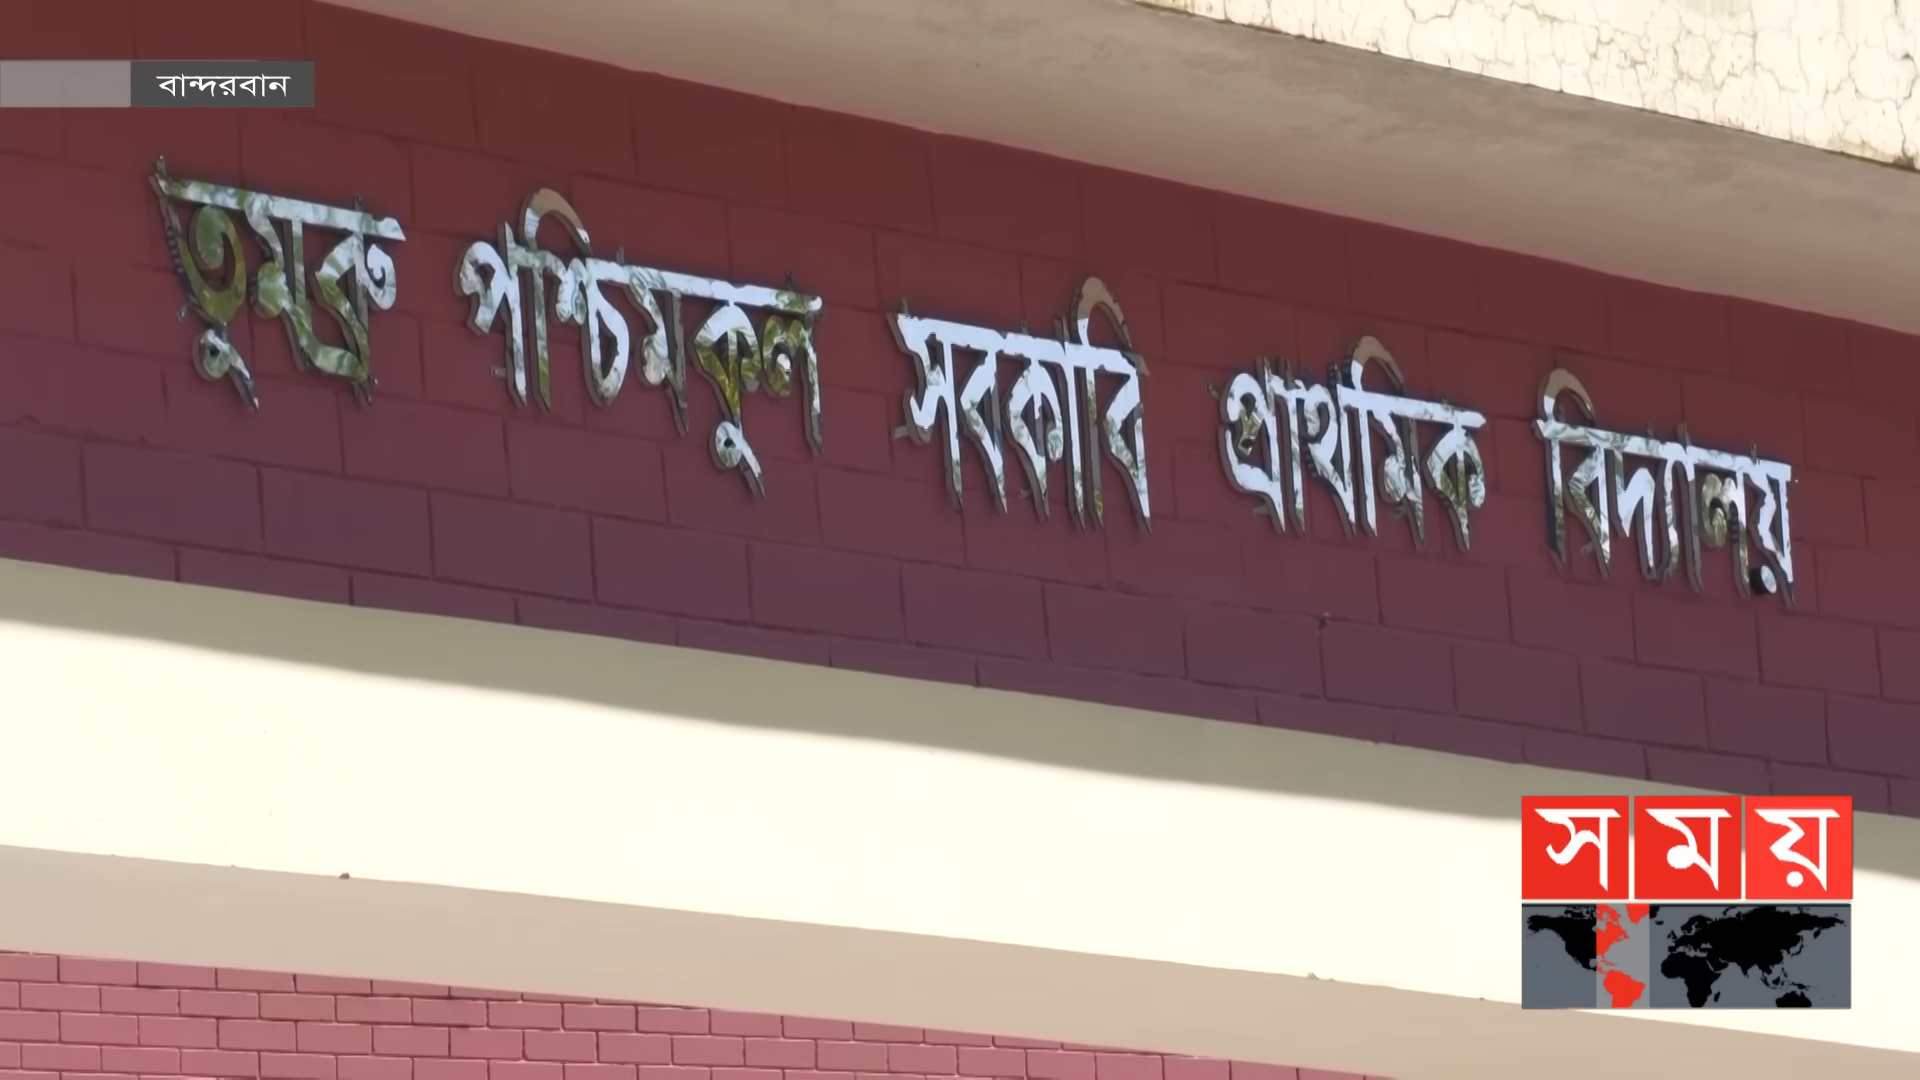 বান্দরবান
তুমব্রু পশ্চিমকুল সরকারি প্রাথমিক বিদ্যালয়
সময়